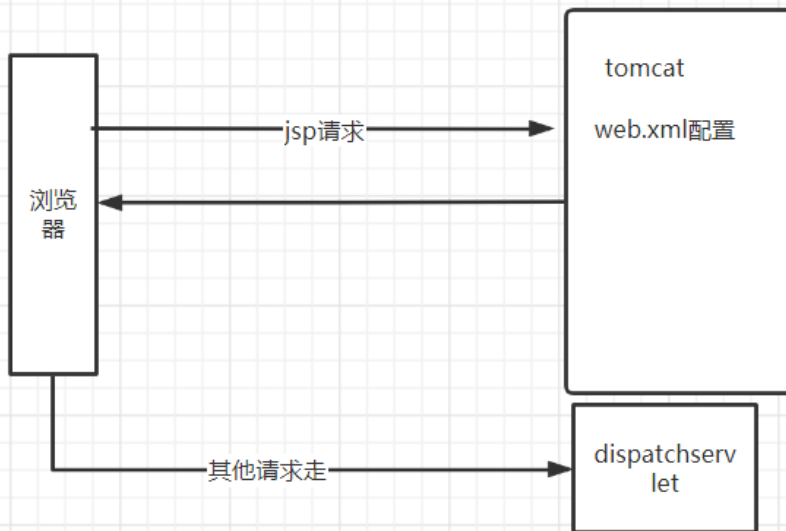 tomcat
web.xml配置
jsp请求
浏览
器
其他请求走
dispatchserv
let